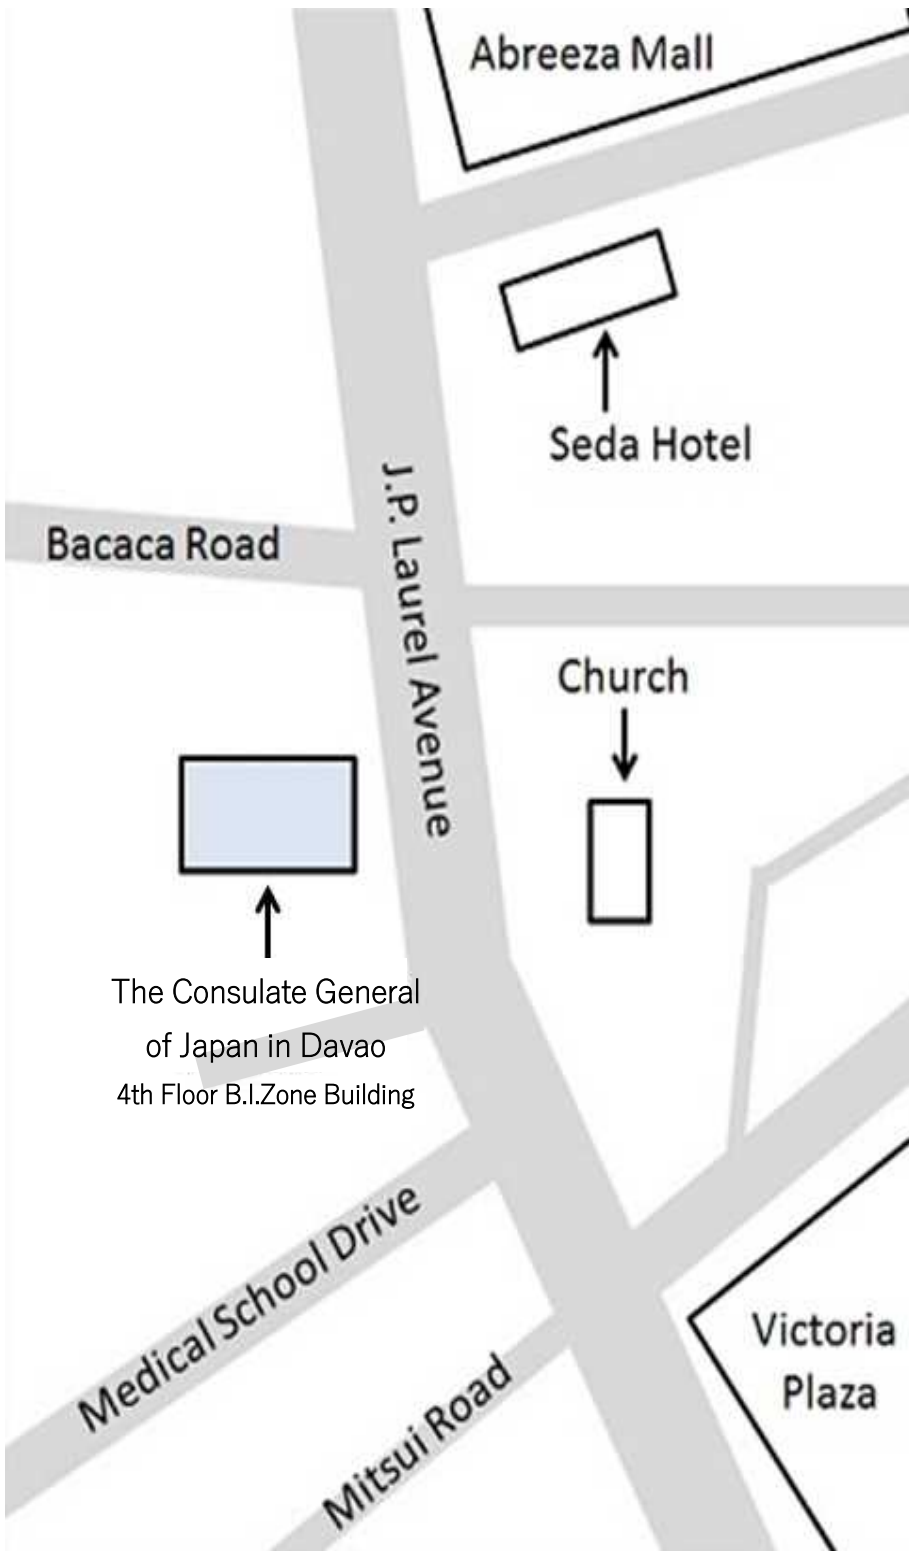 Abreeza Mall
Seda Hotel
J.P. Laurel Avenue
Bacaca Road
Church
The Consulate General
of Japan in Davao
4th Floor B.I.Zone Building
Medical School Drive
Mitsui Road
Victoria
Plaza